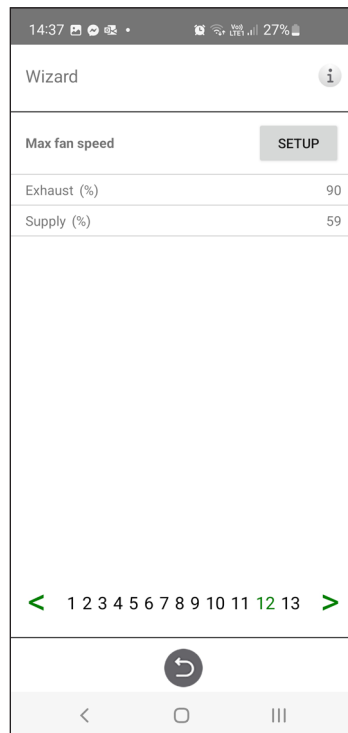 14:37 27%
Wizard i
Max fan speed SETUP
Exhaust (%) 90
Supply (%) 59
< 1 2 3 4 5 6 7 8 9 10 11 12 13 >